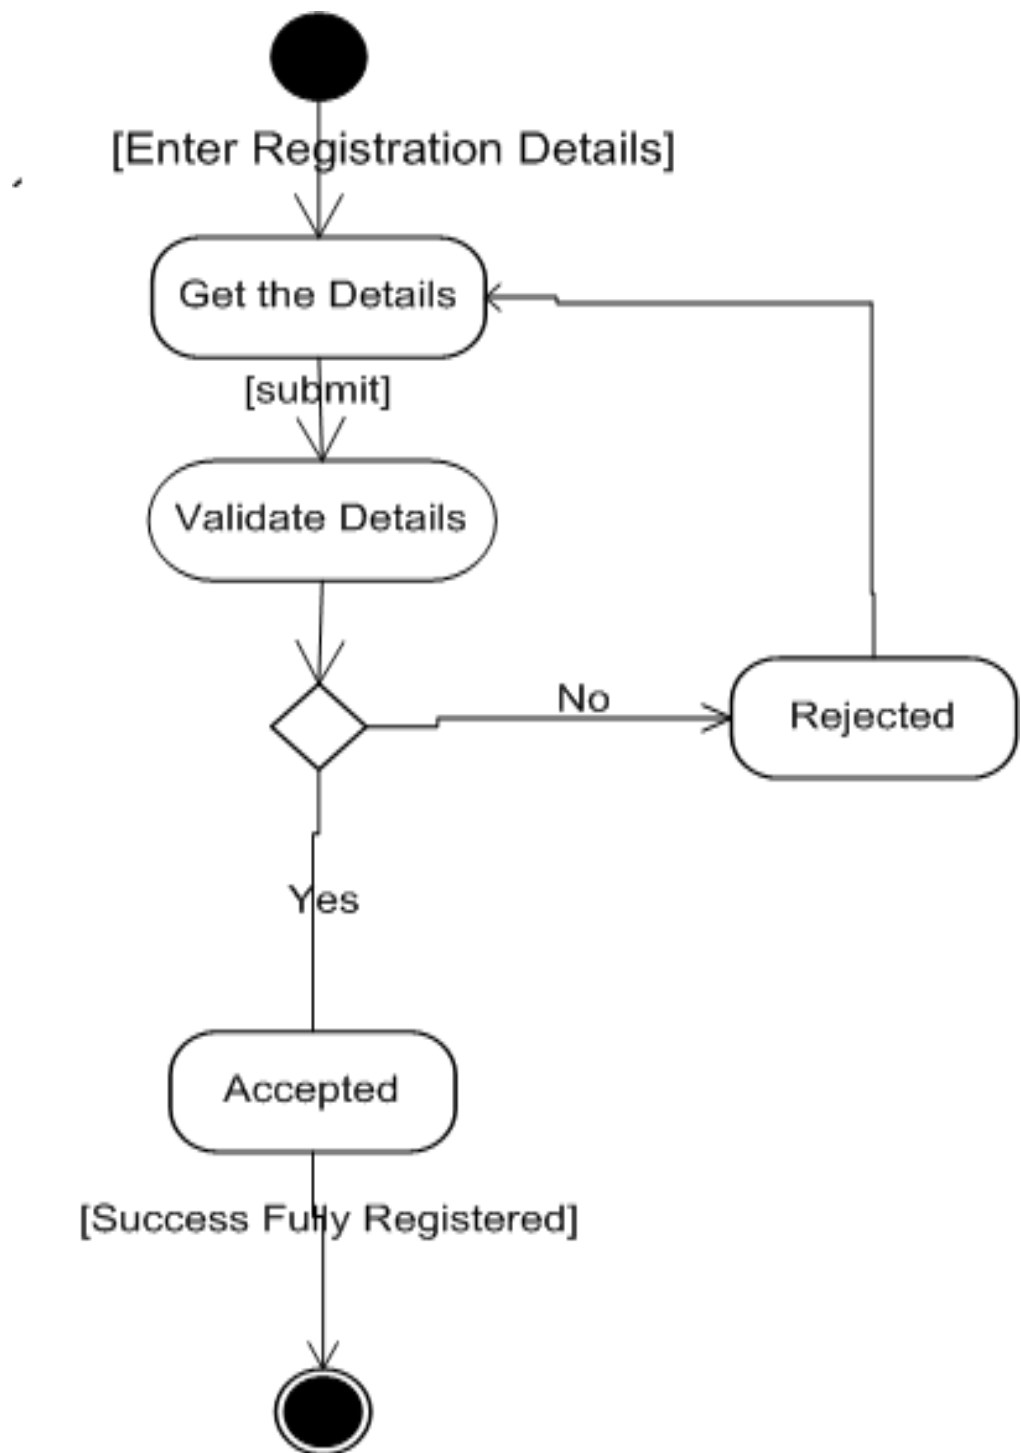 [Enter Registration Details]
Get the Details
[submit]
Validate Details
No
Rejected
Yes
Accepted
[Success Fully Registered]